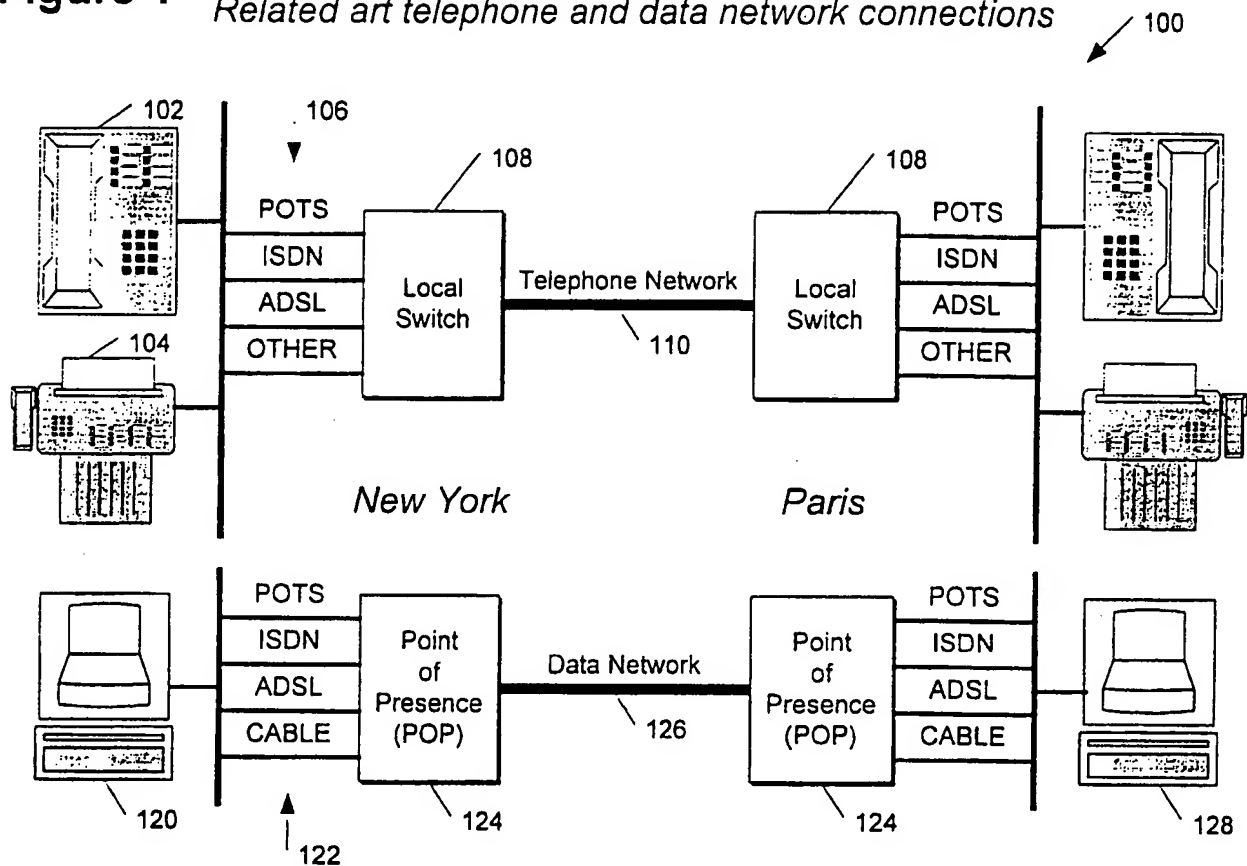 Figure 1
Related art telephone and data network connections
100
102
106
108
108
POTS
ISDN
ADSL
OTHER
Local
Switch
Telephone Network
110
Local
Switch
POTS
ISDN
ADSL
OTHER
104
New York
Paris
POTS
ISDN
ADSL
CABLE
Point
of
Presence
(POP)
Data Network
126
Point
of
Presence
(POP)
POTS
ISDN
ADSL
CABLE
120
122
124
124
128